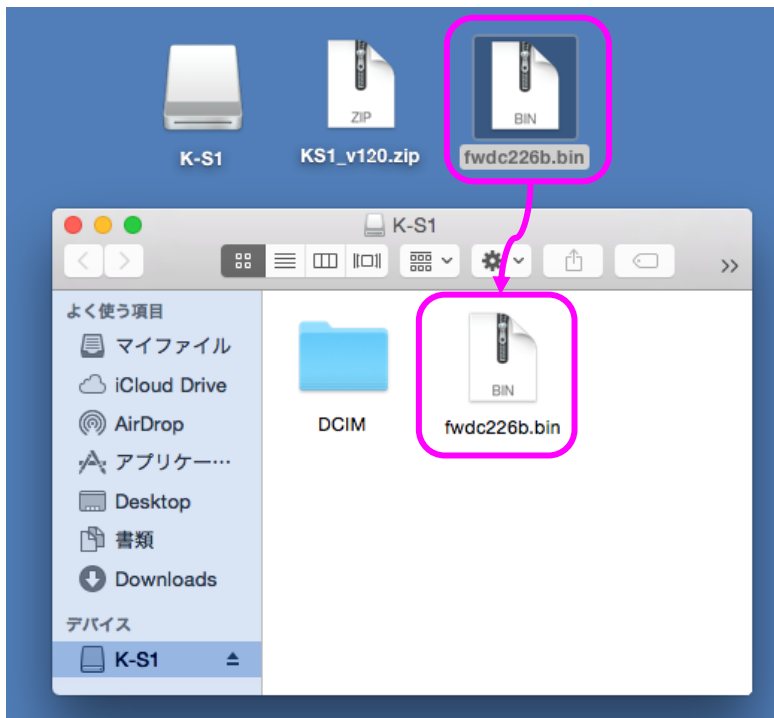 ZIP
BIN
K-S1
KS1_v120.zip
fwdc226b.bin
K-S1
よく使う項目
マイファイル
iCloud Drive
AirDrop
アプリケー…
Desktop
書類
Downloads
デバイス
K-S1
BIN
DCIM
fwdc226b.bin